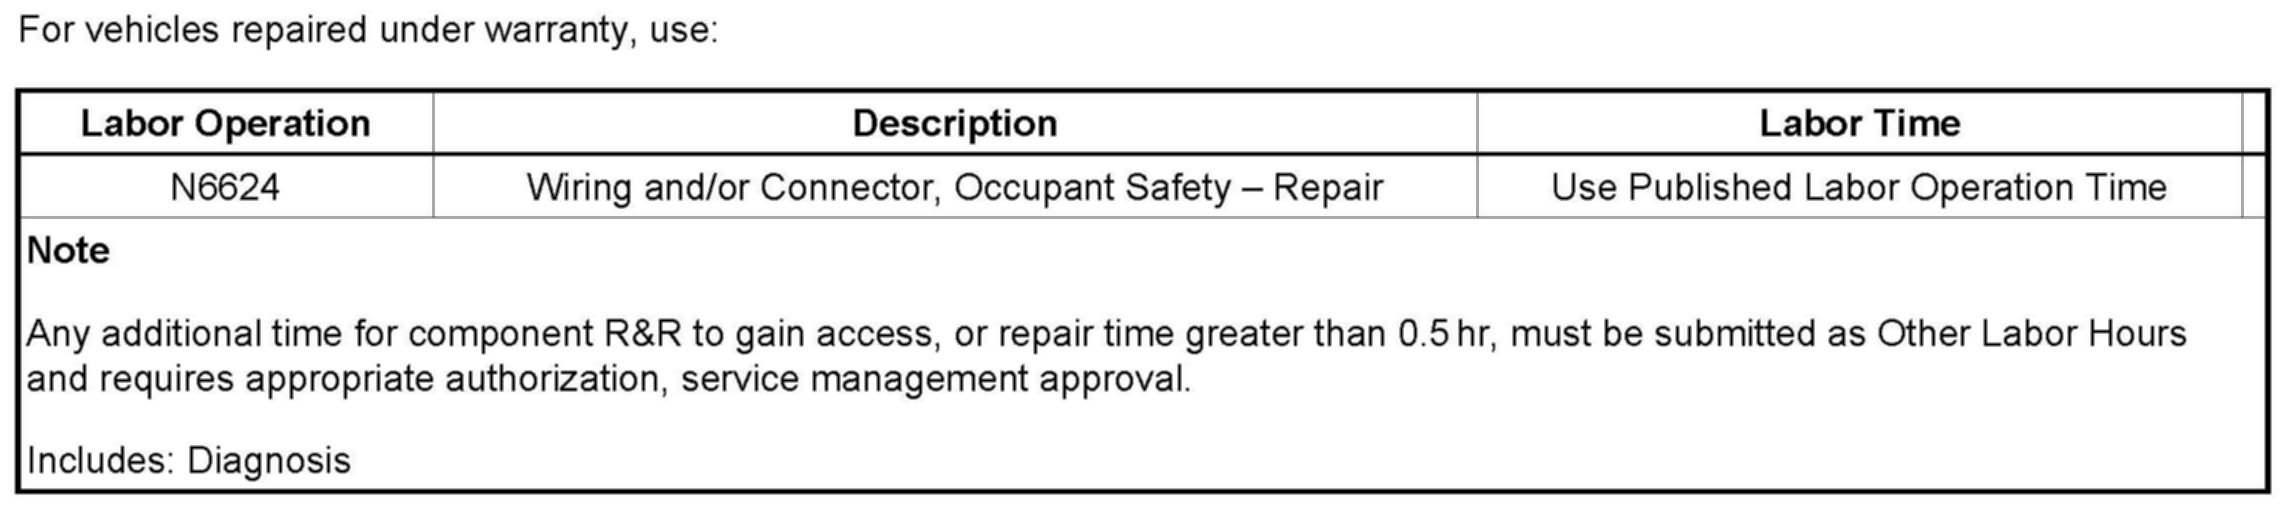 For vehicles repaired under warranty, use:
Labor Operation Description Labor Time
N6624 Wiring and/or Connector, Occupant Safety – Repair Use Published Labor Operation Time
Note
Any additional time for component R&R to gain access, or repair time greater than 0.5 hr, must be submitted as Other Labor Hours
and requires appropriate authorization, service management approval.
Includes: Diagnosis